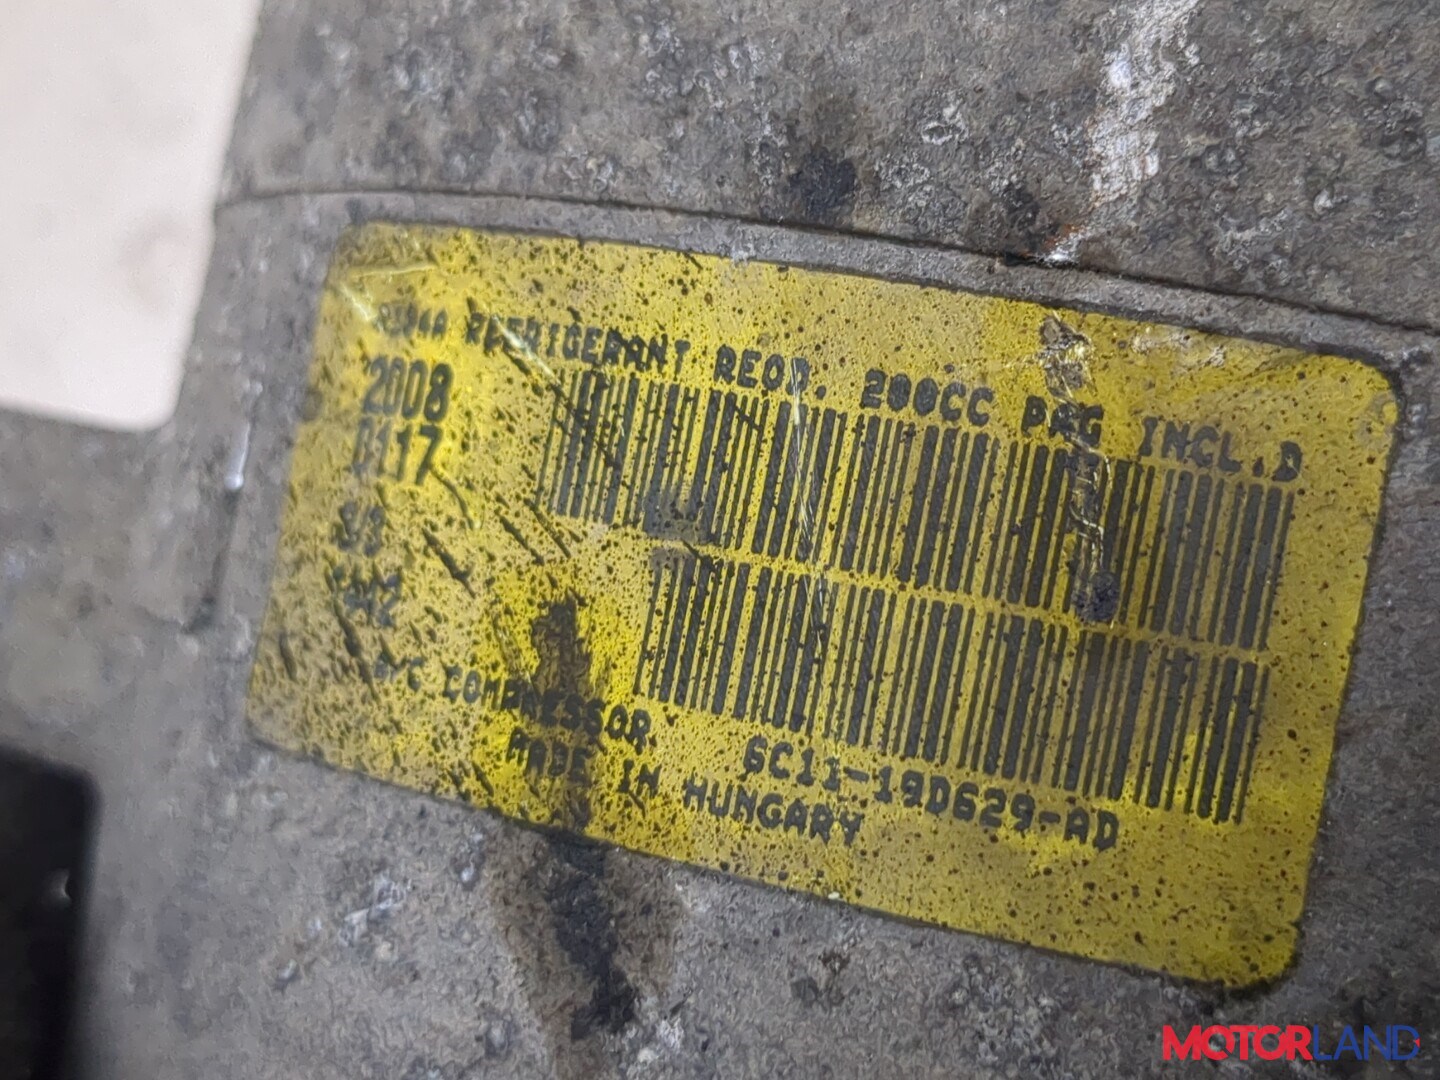 REFRIGERANT REQD. 200CC PAG INCL.D
2008
0117
A/C COMPRESSOR. 6C11-19D629-AD
MADE IN HUNGARY
MOTORLAND